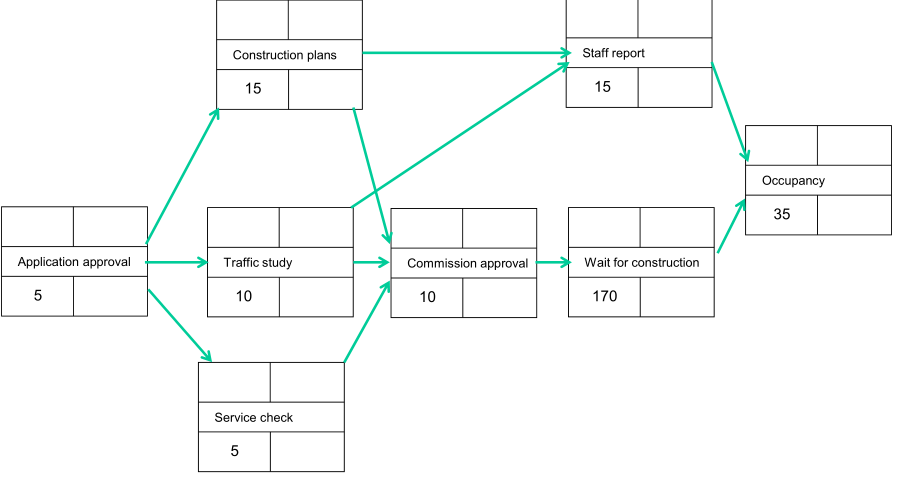 Construction plans
15
Staff report
15
Occupancy
35
Application approval
5
Traffic study
10
Commission approval
10
Wait for construction
170
Service check
5